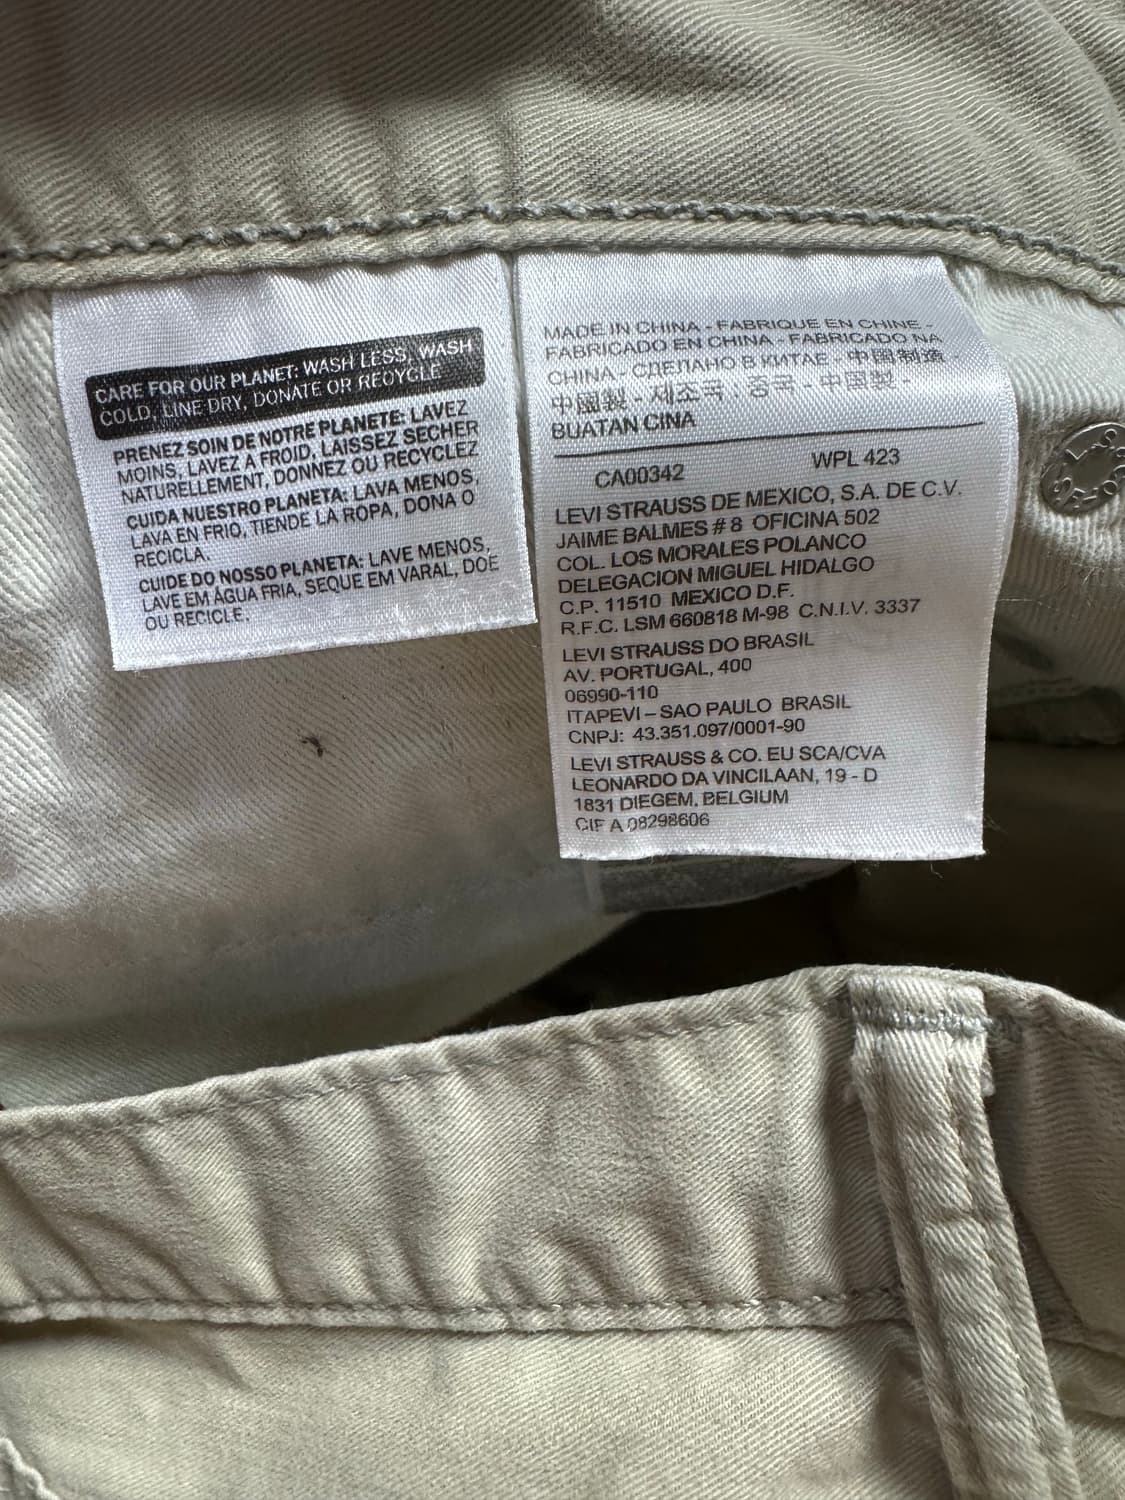 CARE FOR OUR PLANET: WASH LESS, WASH
COLD, LINE DRY, DONATE OR RECYCLE
PRENEZ SOIN DE NOTRE PLANETE: LAVEZ
MOINS, LAVEZ A FROID, LAISSEZ SECHER
NATURELLEMENT, DONNEZ OU RECYCLEZ
CUIDA NUESTRO PLANETA: LAVA MENOS,
LAVA EN FRIO, TIENDE LA ROPA, DONA O
RECICLA.
CUIDE DO NOSSO PLANETA: LAVE MENOS,
LAVE EM ÁGUA FRIA, SEQUE EM VARAL, DOE
OU RECICLE.
MADE IN CHINA - FABRIQUE EN CHINE -
FABRICADO EN CHINA - FABRICADO NA
CHINA - СДЕЛАНО В КИТАЕ - 中国制造 -
中國製 - 제조국 : 중국 - 中国製 -
BUATAN CINA
CA00342 WPL 423
LEVI STRAUSS DE MEXICO, S.A. DE C.V.
JAIME BALMES # 8 OFICINA 502
COL. LOS MORALES POLANCO
DELEGACION MIGUEL HIDALGO
C.P. 11510 MEXICO D.F.
R.F.C. LSM 660818 M-98 C.N.I.V. 3337
LEVI STRAUSS DO BRASIL
AV. PORTUGAL, 400
06990-110
ITAPEVI – SAO PAULO BRASIL
CNPJ: 43.351.097/0001-90
LEVI STRAUSS & CO. EU SCA/CVA
LEONARDO DA VINCILAAN, 19 - D
1831 DIEGEM, BELGIUM
CIF A 08298606